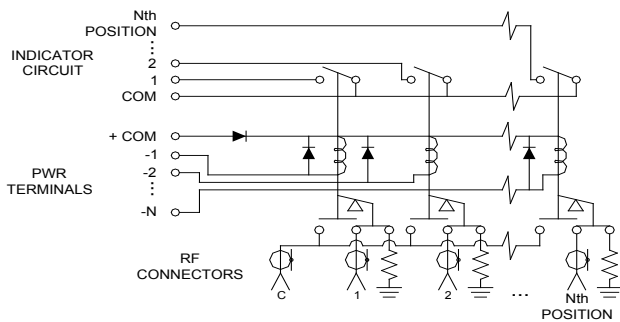 Nth
POSITION
⋮
INDICATOR
CIRCUIT
2
1
COM
+ COM
-1
PWR
TERMINALS
-2
⋮
-N
RF
CONNECTORS
C
1
2
...
Nth
POSITION